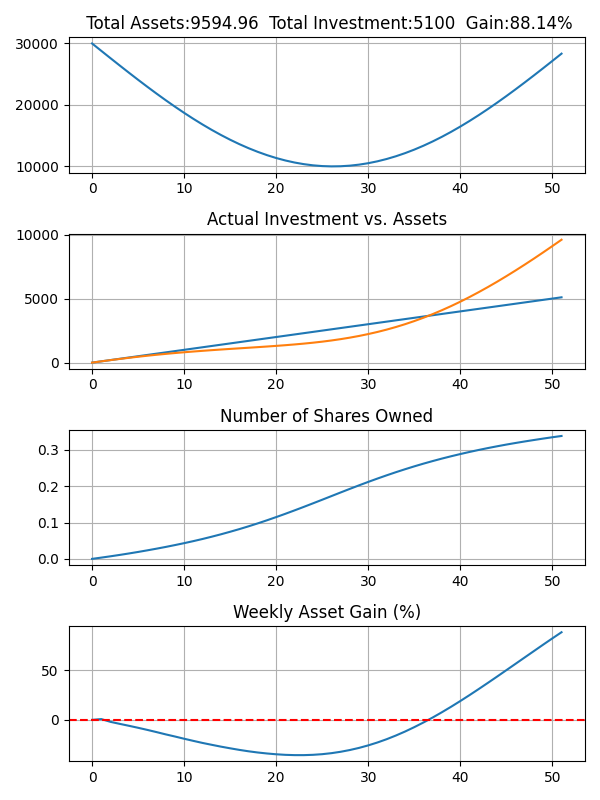 Total Assets:9594.96 Total Investment:5100 Gain:88.14%
30000
20000
10000
0 10 20 30 40 50
Actual Investment vs. Assets
10000
5000
0
0 10 20 30 40 50
Number of Shares Owned
0.3
0.2
0.1
0.0
0 10 20 30 40 50
Weekly Asset Gain (%)
50
0
0 10 20 30 40 50